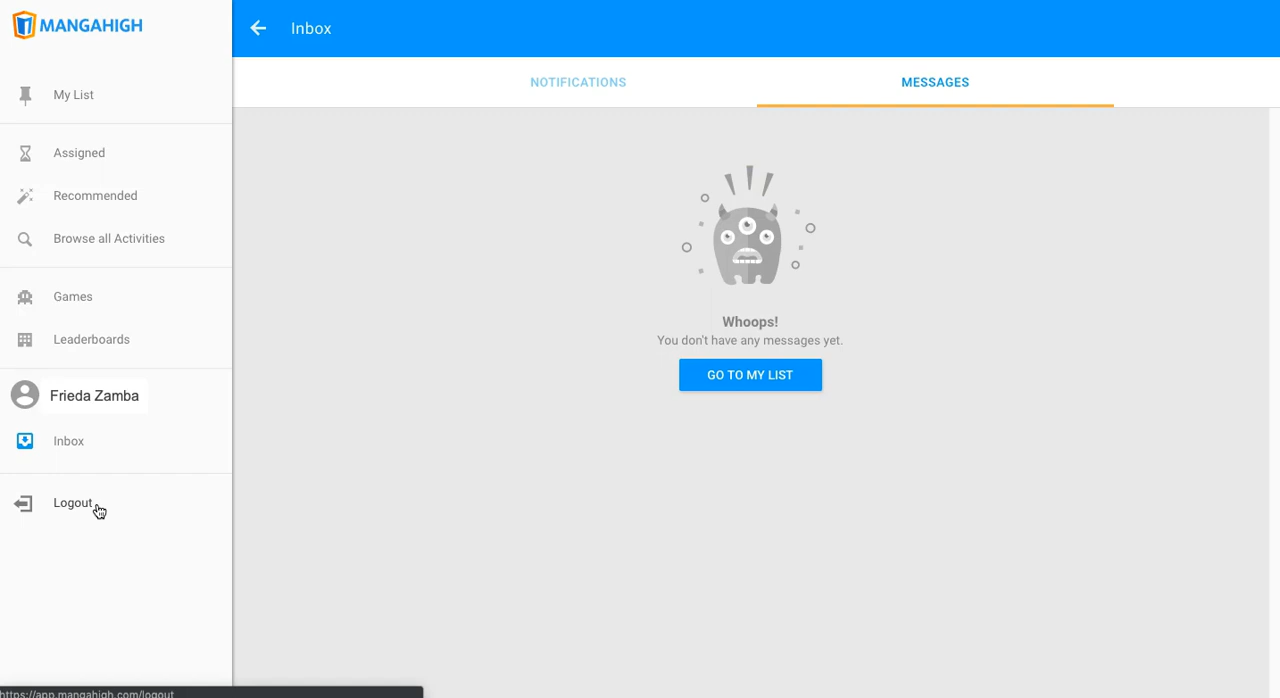 MANGAHIGH
My List
Assigned
Recommended
Browse all Activities
Games
Leaderboards
Frieda Zamba
Inbox
Logout
https://app.mangahigh.com/logout
Inbox
NOTIFICATIONS
MESSAGES
Whoops!
You don't have any messages yet.
GO TO MY LIST